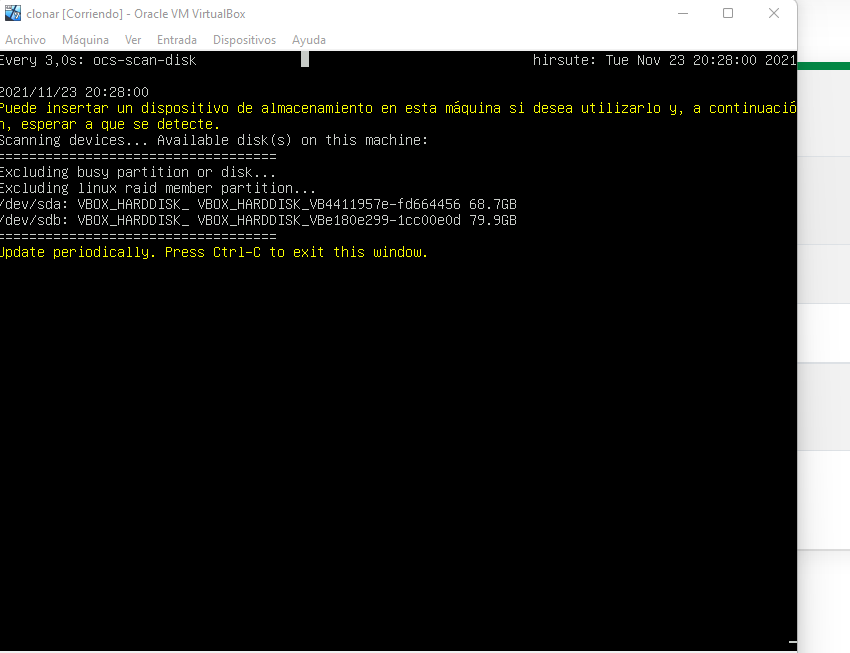 clonar [Corriendo] - Oracle VM VirtualBox
Archivo Máquina Ver Entrada Dispositivos Ayuda
Every 3,0s: ocs-scan-disk hirsute: Tue Nov 23 20:28:00 2021
2021/11/23 20:28:00
Puede insertar un dispositivo de almacenamiento en esta máquina si desea utilizarlo y, a continuació
n, esperar a que se detecte.
Scanning devices... Available disk(s) on this machine:
===================================
Excluding busy partition or disk...
Excluding linux raid member partition...
/dev/sda: VBOX_HARDDISK_ VBOX_HARDDISK_VB4411957e-fd664456 68.7GB
/dev/sdb: VBOX_HARDDISK_ VBOX_HARDDISK_VBe180e299-1cc00e0d 79.9GB
===================================
Update periodically. Press Ctrl-C to exit this window.